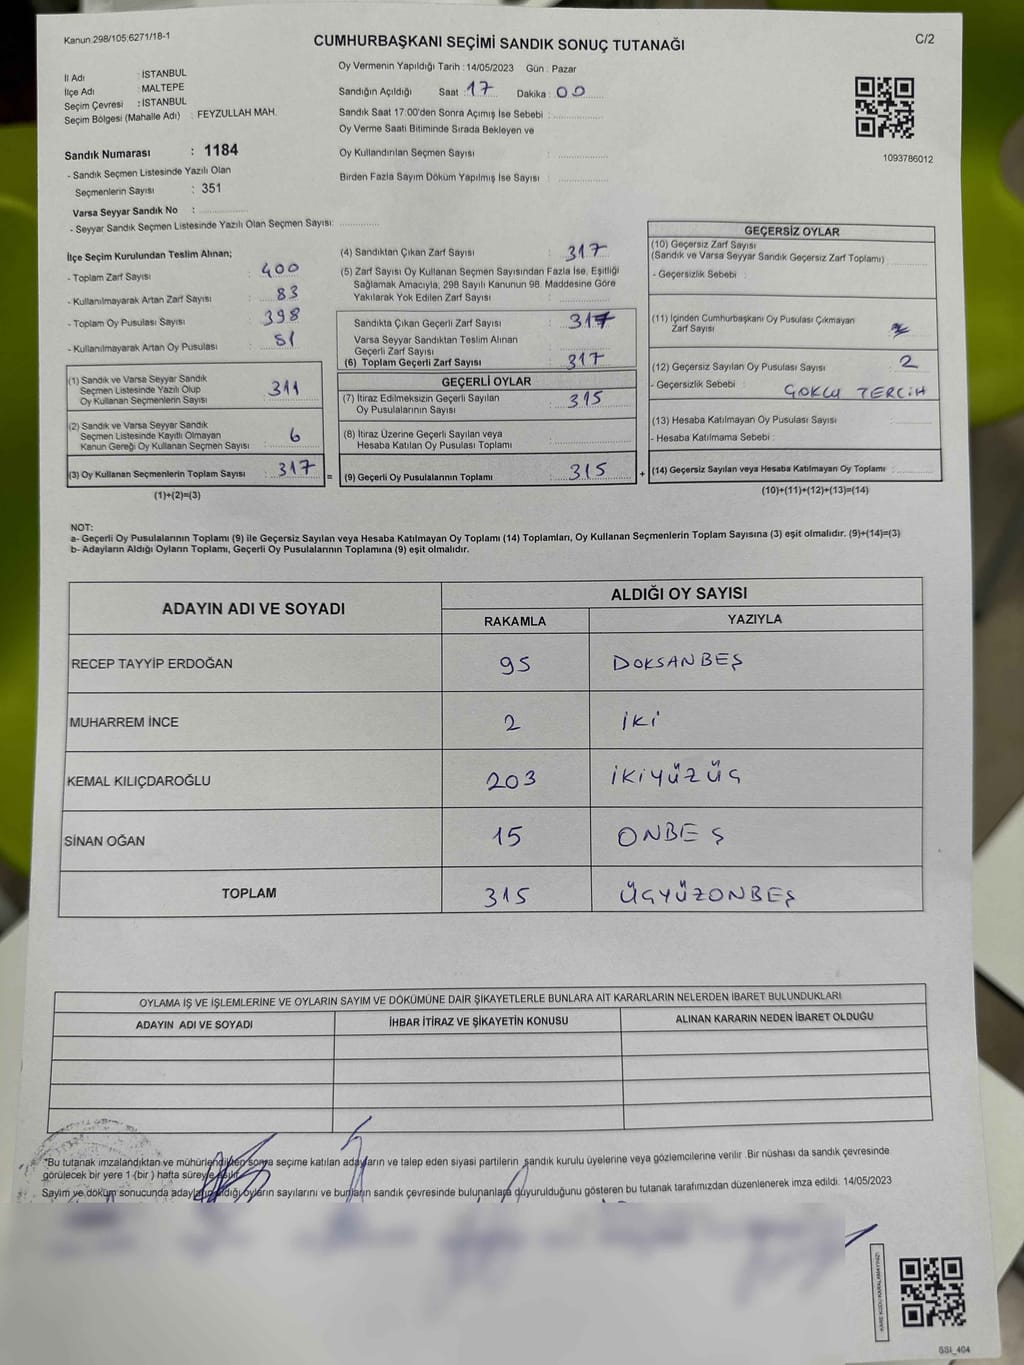 Kanun 298/105;6271/18-1
CUMHURBAŞKANI SEÇİMİ SANDIK SONUÇ TUTANAĞI
C/2
İl Adı : İSTANBUL
İlçe Adı : MALTEPE
Seçim Çevresi : İSTANBUL
Seçim Bölgesi (Mahalle Adı) : FEYZULLAH MAH.
Oy Vermenin Yapıldığı Tarih :14/05/2023 Gün : Pazar
Sandığın Açıldığı Saat : 17 Dakika : 00
Sandık Saat 17:00'den Sonra Açımış İse Sebebi :
Oy Verme Saati Bitiminde Sırada Bekleyen ve
Oy Kullandırılan Seçmen Sayısı :
Birden Fazla Sayım Döküm Yapılmış İse Sayısı :
1093786012
Sandık Numarası : 1184
- Sandık Seçmen Listesinde Yazılı Olan
Seçmenlerin Sayısı : 351
Varsa Seyyar Sandık No :
- Seyyar Sandık Seçmen Listesinde Yazılı Olan Seçmen Sayısı:
İlçe Seçim Kurulundan Teslim Alınan;
- Toplam Zarf Sayısı : 400
- Kullanılmayarak Artan Zarf Sayısı : 83
- Toplam Oy Pusulası Sayısı : 398
- Kullanılmayarak Artan Oy Pusulası : 81
(1) Sandık ve Varsa Seyyar Sandık
Seçmen Listesinde Yazılı Olup
Oy Kullanan Seçmenlerin Sayısı : 311
(2) Sandık ve Varsa Seyyar Sandık
Seçmen Listesinde Kayıtlı Olmayan
Kanun Gereği Oy Kullanan Seçmen Sayısı : 6
(3) Oy Kullanan Seçmenlerin Toplam Sayısı : 317
(1)+(2)=(3)
(4) Sandıktan Çıkan Zarf Sayısı : 317
(5) Zarf Sayısı Oy Kullanan Seçmen Sayısından Fazla İse, Eşitliği
Sağlamak Amacıyla, 298 Sayılı Kanunun 98. Maddesine Göre
Yakılarak Yok Edilen Zarf Sayısı :
Sandıkta Çıkan Geçerli Zarf Sayısı : 317
Varsa Seyyar Sandıktan Teslim Alınan
Geçerli Zarf Sayısı :
(6) Toplam Geçerli Zarf Sayısı : 317
GEÇERLİ OYLAR
(7) İtiraz Edilmeksizin Geçerli Sayılan
Oy Pusulalarının Sayısı : 315
(8) İtiraz Üzerine Geçerli Sayılan veya
Hesaba Katılan Oy Pusulası Toplamı :
= (9) Geçerli Oy Pusulalarının Toplamı : 315 +
GEÇERSİZ OYLAR
(10) Geçersiz Zarf Sayısı
(Sandık ve Varsa Seyyar Sandık Geçersiz Zarf Toplamı) :
- Geçersizlik Sebebi :
(11) İçinden Cumhurbaşkanı Oy Pusulası Çıkmayan
Zarf Sayısı :
(12) Geçersiz Sayılan Oy Pusulası Sayısı : 2
- Geçersizlik Sebebi : ÇOKLU TERCİH
(13) Hesaba Katılmayan Oy Pusulası Sayısı :
- Hesaba Katılmama Sebebi :
(14) Geçersiz Sayılan veya Hesaba Katılmayan Oy Toplamı :
(10)+(11)+(12)+(13)=(14)
NOT:
a- Geçerli Oy Pusulalarının Toplamı (9) ile Geçersiz Sayılan veya Hesaba Katılmayan Oy Toplamı (14) Toplamları, Oy Kullanan Seçmenlerin Toplam Sayısına (3) eşit olmalıdır. (9)+(14)=(3)
b- Adayların Aldığı Oyların Toplamı, Geçerli Oy Pusulalarının Toplamına (9) eşit olmalıdır.
ADAYIN ADI VE SOYADI ALDIĞI OY SAYISI
RAKAMLA YAZIYLA
RECEP TAYYİP ERDOĞAN 95 DOKSANBEŞ
MUHARREM İNCE 2 İKİ
KEMAL KILIÇDAROĞLU 203 İKİYÜZÜÇ
SİNAN OĞAN 15 ONBEŞ
TOPLAM 315 ÜÇYÜZONBEŞ
OYLAMA İŞ VE İŞLEMLERİNE VE OYLARIN SAYIM VE DÖKÜMÜNE DAİR ŞİKAYETLERLE BUNLARA AİT KARARLARIN NELERDEN İBARET BULUNDUKLARI
ADAYIN ADI VE SOYADI İHBAR İTİRAZ VE ŞİKAYETİN KONUSU ALINAN KARARIN NEDEN İBARET OLDUĞU
*Bu tutanak imzalandıktan ve mühürlendikten sonra seçime katılan adayların ve talep eden siyasi partilerin sandık kurulu üyelerine veya gözlemcilerine verilir. Bir nüshası da sandık çevresinde
görülecek bir yere 1 (bir) hafta süreyle asılır.
Sayım ve döküm sonucunda adayların aldığı oyların sayılarını ve bunların sandık çevresinde bulunanlara duyurulduğunu gösteren bu tutanak tarafımızdan düzenlenerek imza edildi. 14/05/2023
KARE KODU KARALAMAYINIZ!
SSI_404